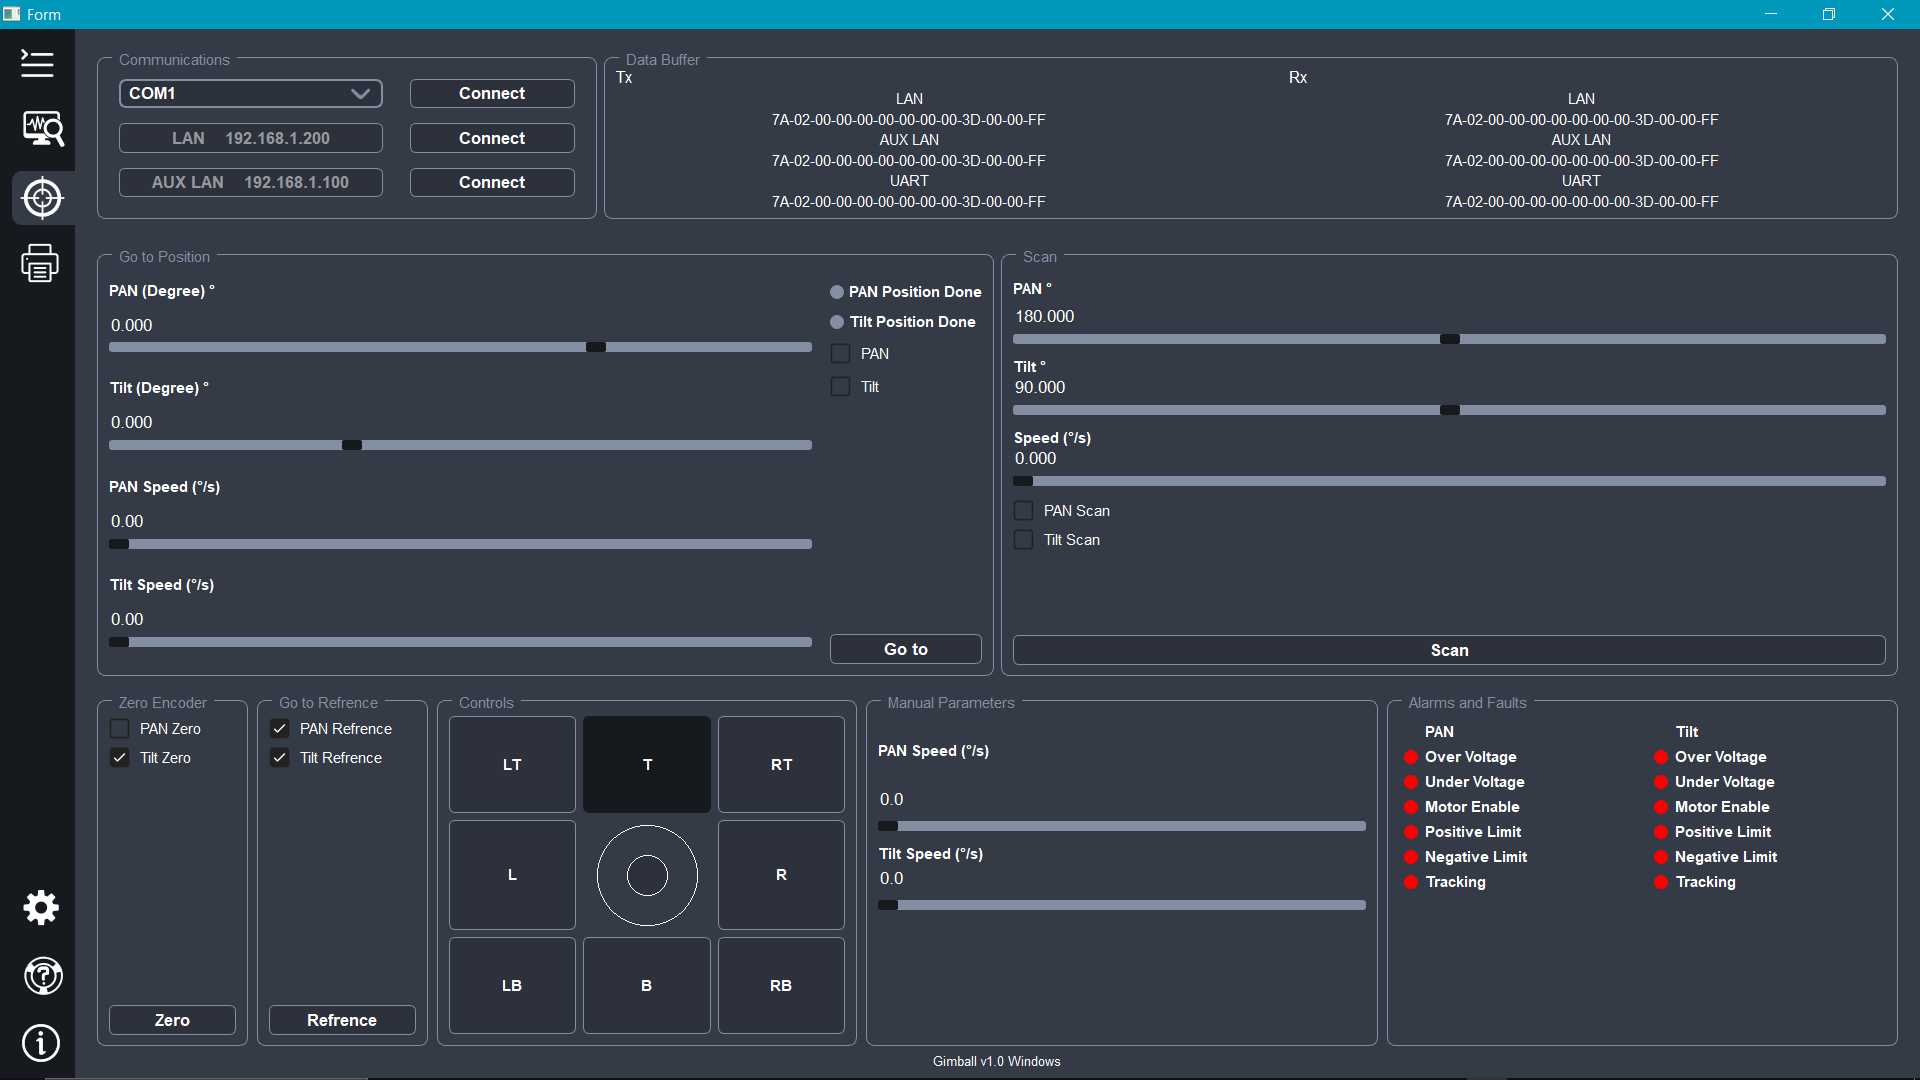 Form
Communications
COM1
Connect
LAN 192.168.1.200
Connect
AUX LAN 192.168.1.100
Connect
Data Buffer
Tx
LAN
7A-02-00-00-00-00-00-00-3D-00-00-FF
AUX LAN
7A-02-00-00-00-00-00-00-3D-00-00-FF
UART
7A-02-00-00-00-00-00-00-3D-00-00-FF
Rx
LAN
7A-02-00-00-00-00-00-00-3D-00-00-FF
AUX LAN
7A-02-00-00-00-00-00-00-3D-00-00-FF
UART
7A-02-00-00-00-00-00-00-3D-00-00-FF
Go to Position
PAN (Degree) °
0.000
Tilt (Degree) °
0.000
PAN Speed (°/s)
0.00
Tilt Speed (°/s)
0.00
PAN Position Done
Tilt Position Done
PAN
Tilt
Go to
Scan
PAN °
180.000
Tilt °
90.000
Speed (°/s)
0.000
PAN Scan
Tilt Scan
Scan
Zero Encoder
PAN Zero
Tilt Zero
Zero
Go to Refrence
PAN Refrence
Tilt Refrence
Refrence
Controls
LT T RT
L R
LB B RB
Manual Parameters
PAN Speed (°/s)
0.0
Tilt Speed (°/s)
0.0
Alarms and Faults
PAN
Over Voltage
Under Voltage
Motor Enable
Positive Limit
Negative Limit
Tracking
Tilt
Over Voltage
Under Voltage
Motor Enable
Positive Limit
Negative Limit
Tracking
Gimball v1.0 Windows